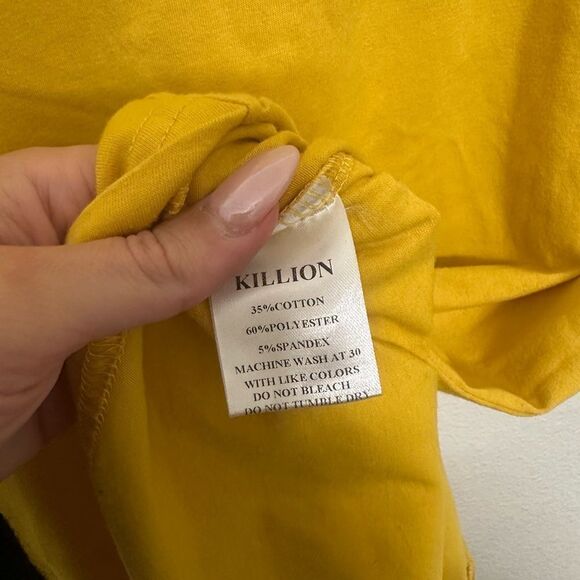 KILLION
35%COTTON
60%POLYESTER
5%SPANDEX
MACHINE WASH AT 30
WITH LIKE COLORS
DO NOT BLEACH
DO NOT TUMBLE DRY